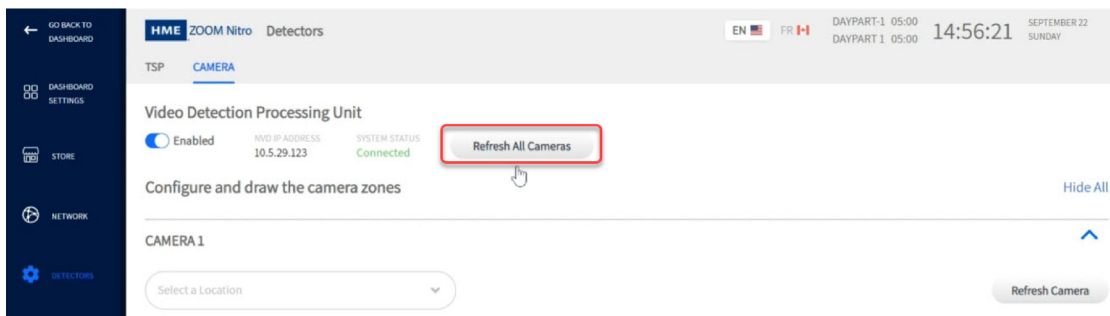 GO BACK TO
DASHBOARD
HME ZOOM Nitro Detectors
EN FR
DAYPART-1 05:00
DAYPART 1 05:00
14:56:21
SEPTEMBER 22
SUNDAY
TSP CAMERA
DASHBOARD
SETTINGS
STORE
NETWORK
DETECTORS
Video Detection Processing Unit
Enabled
NVD IP ADDRESS
10.5.29.123
SYSTEM STATUS
Connected
Refresh All Cameras
Configure and draw the camera zones
Hide All
CAMERA 1
Select a Location
Refresh Camera